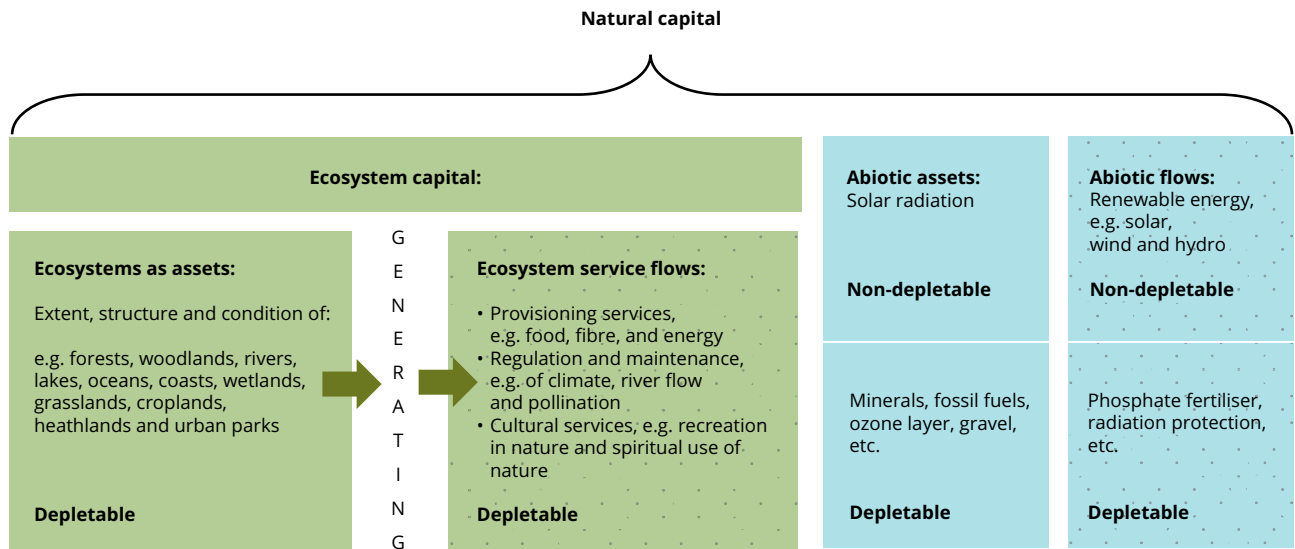 Natural capital
Ecosystem capital:
Ecosystems as assets:
Extent, structure and condition of:
e.g. forests, woodlands, rivers,
lakes, oceans, coasts, wetlands,
grasslands, croplands,
heathlands and urban parks
Depletable
G
E
N
E
R
A
T
I
N
G
Ecosystem service flows:
• Provisioning services,
e.g. food, fibre, and energy
• Regulation and maintenance,
e.g. of climate, river flow
and pollination
• Cultural services, e.g. recreation
in nature and spiritual use of
nature
Depletable
Abiotic assets:
Solar radiation
Non-depletable
Minerals, fossil fuels,
ozone layer, gravel,
etc.
Depletable
Abiotic flows:
Renewable energy,
e.g. solar,
wind and hydro
Non-depletable
Phosphate fertiliser,
radiation protection,
etc.
Depletable